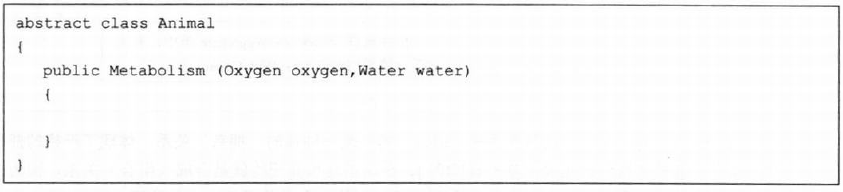 abstract class Animal
{
public Metabolism (Oxygen oxygen,Water water)
{
}
}